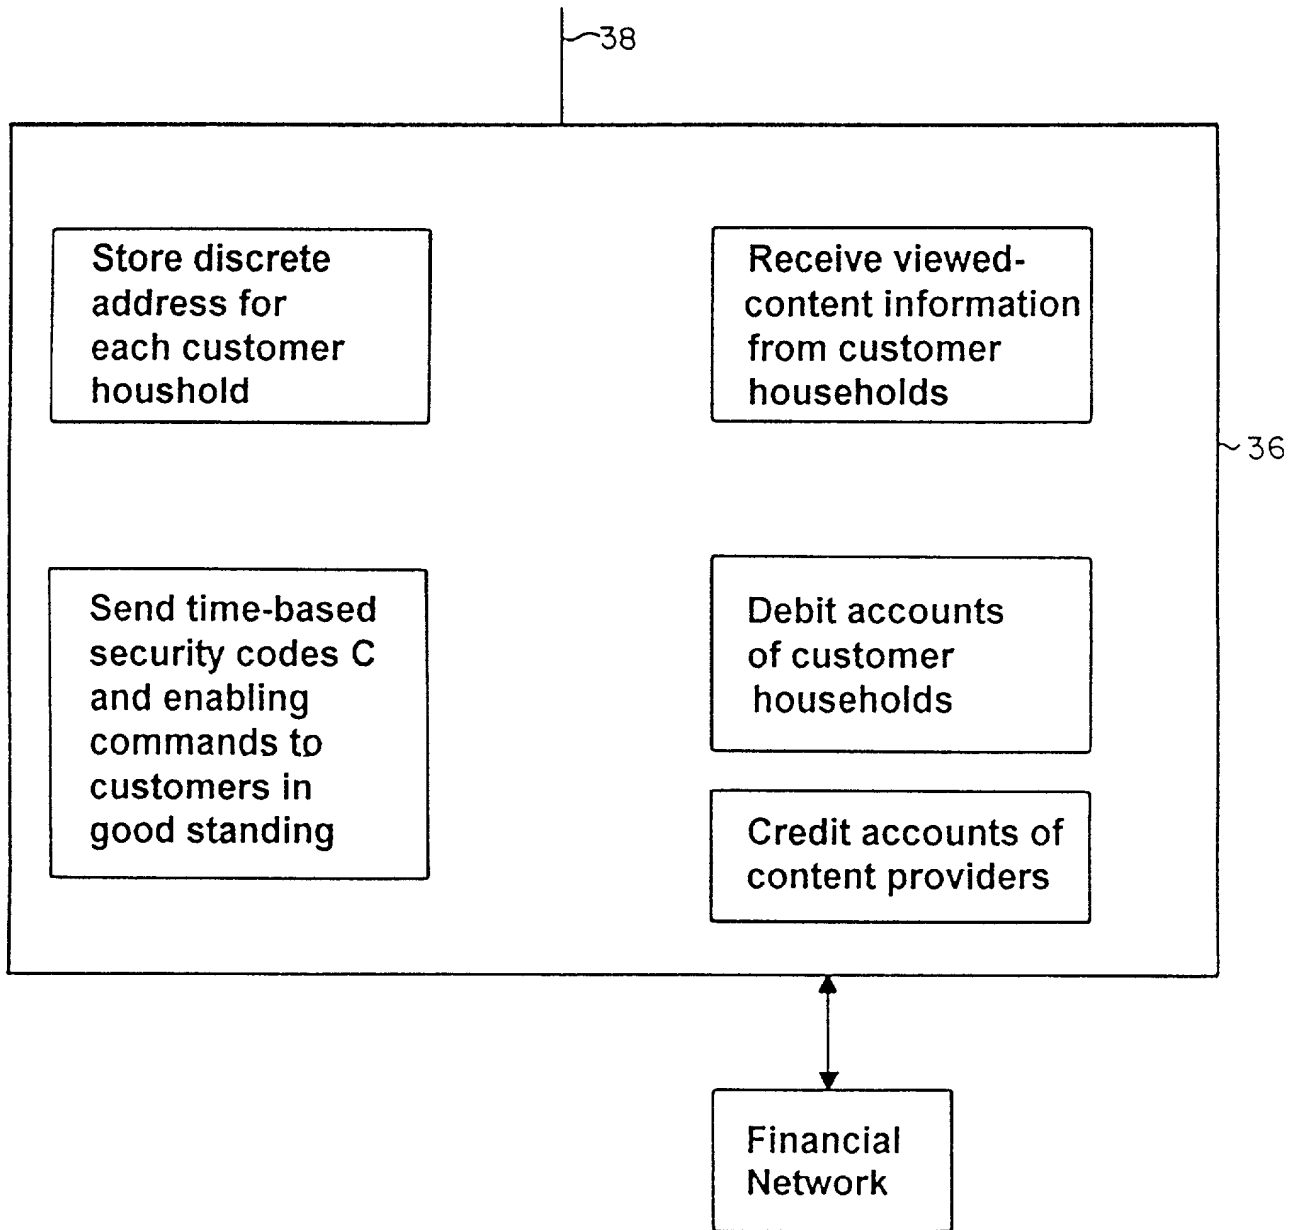 38
Store discrete
address for
each customer
houshold
Receive viewed-
content information
from customer
households
36
Send time-based
security codes C
and enabling
commands to
customers in
good standing
Debit accounts
of customer
households
Credit accounts of
content providers
Financial
Network